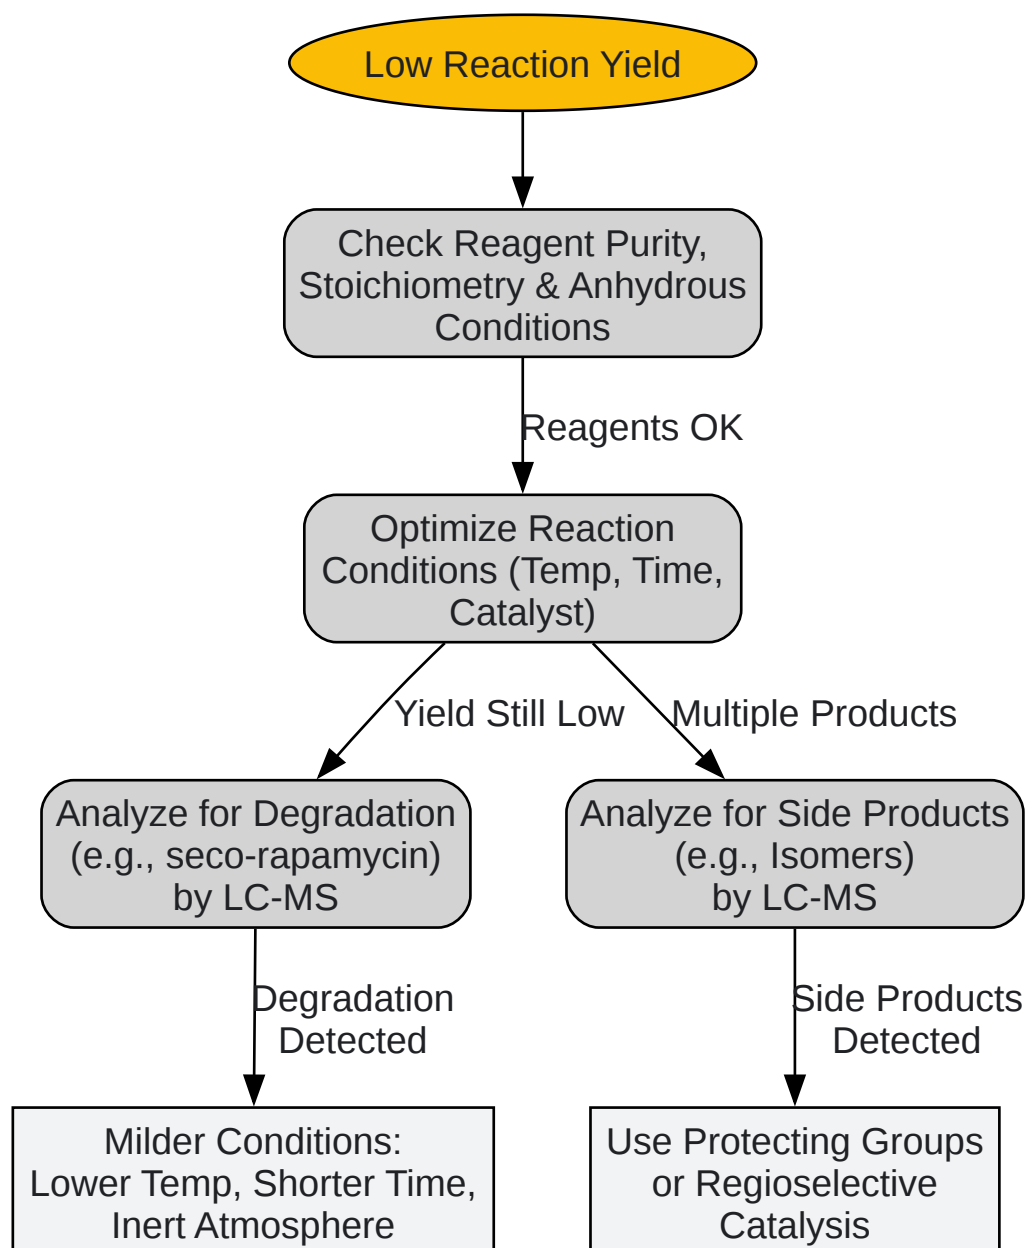 Low Reaction Yield
Check Reagent Purity,
Stoichiometry & Anhydrous
Conditions
Reagents OK
Optimize Reaction
Conditions (Temp, Time,
Catalyst)
Yield Still Low
Multiple Products
Analyze for Degradation
(e.g., seco-rapamycin)
by LC-MS
Analyze for Side Products
(e.g., Isomers)
by LC-MS
Degradation
Detected
Side Products
Detected
Milder Conditions:
Lower Temp, Shorter Time,
Inert Atmosphere
Use Protecting Groups
or Regioselective
Catalysis